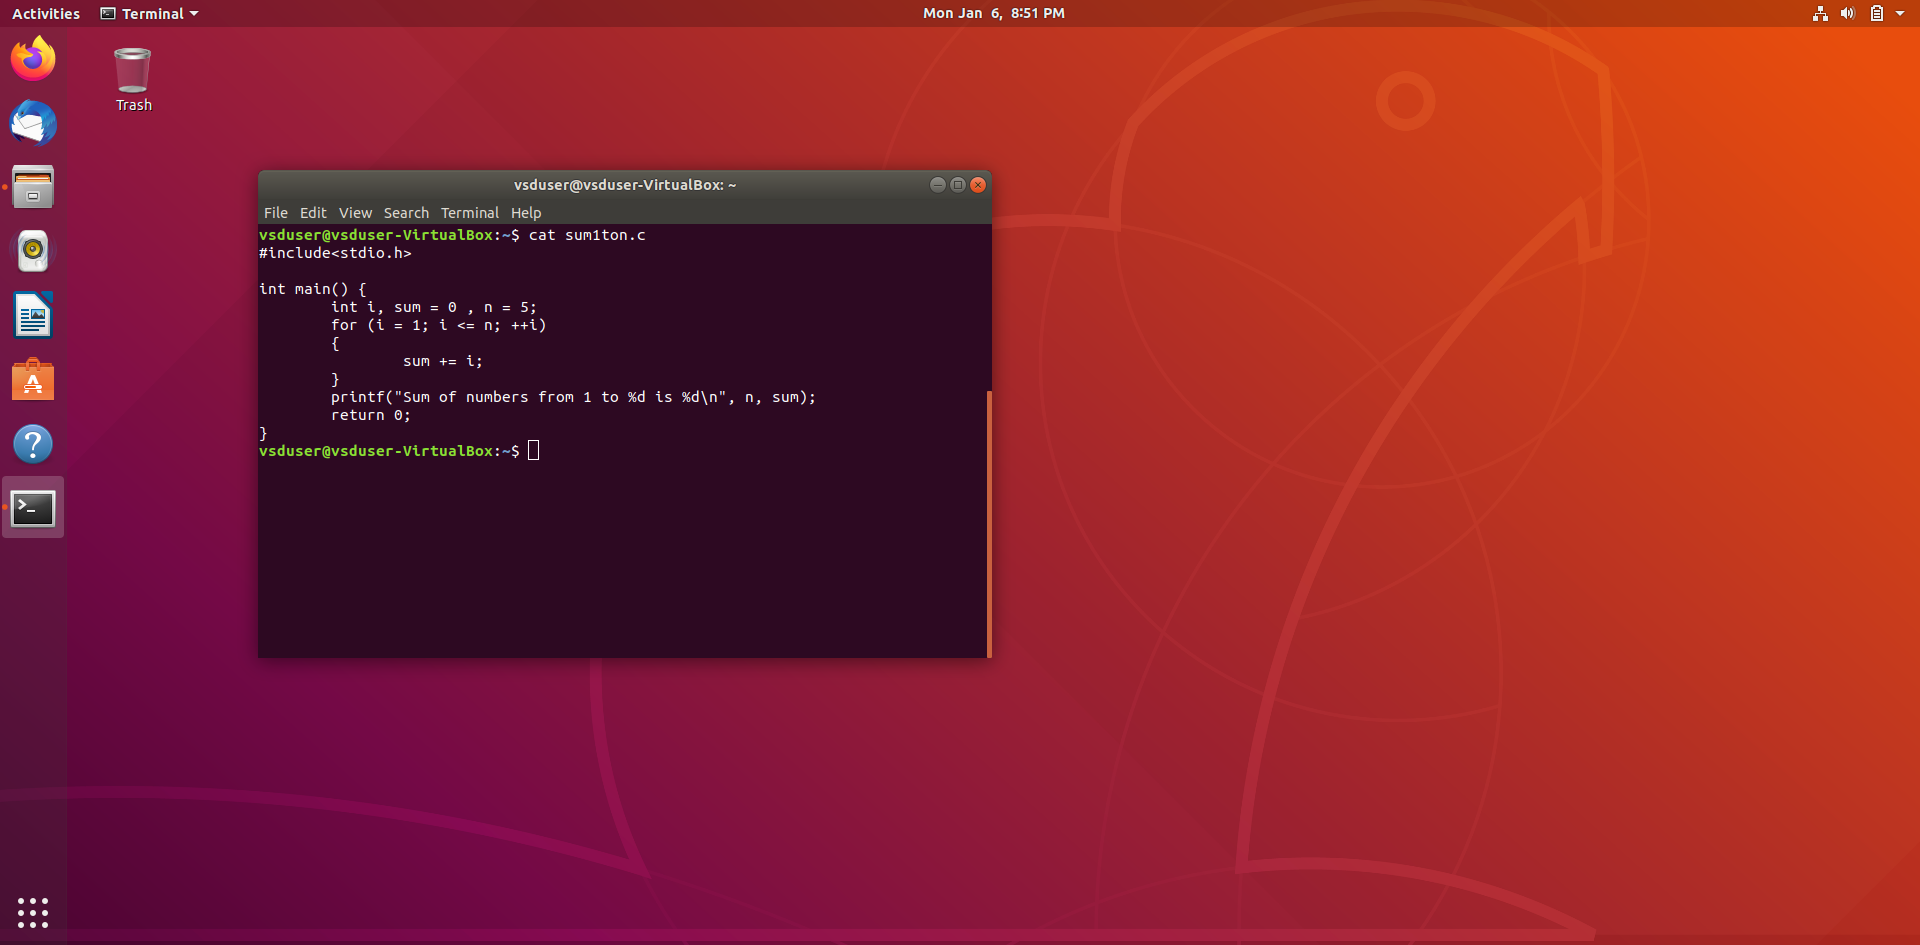 Activities Terminal Mon Jan 6, 8:51 PM
Trash
vsduser@vsduser-VirtualBox: ~
File Edit View Search Terminal Help
vsduser@vsduser-VirtualBox:~$ cat sum1ton.c
#include<stdio.h>
int main() {
int i, sum = 0 , n = 5;
for (i = 1; i <= n; ++i)
{
sum += i;
}
printf("Sum of numbers from 1 to %d is %d\n", n, sum);
return 0;
}
vsduser@vsduser-VirtualBox:~$